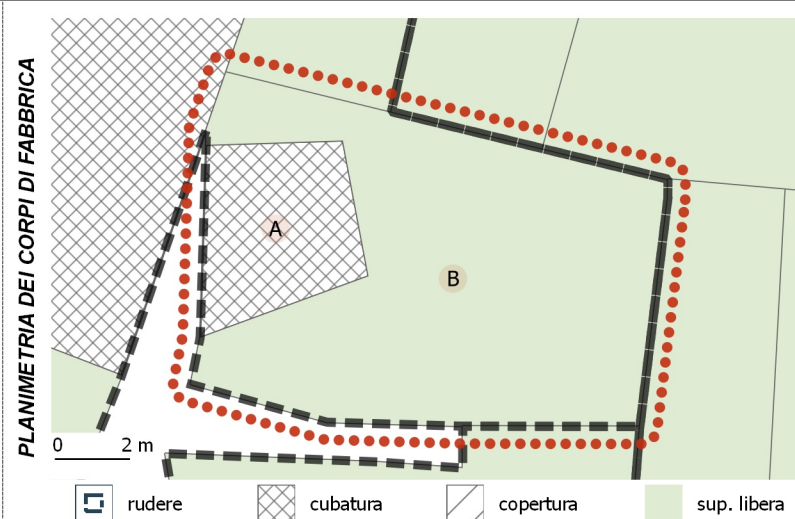 PLANIMETRIA DEI CORPI DI FABBRICA
A
B
0 2 m
rudere cubatura copertura sup. libera